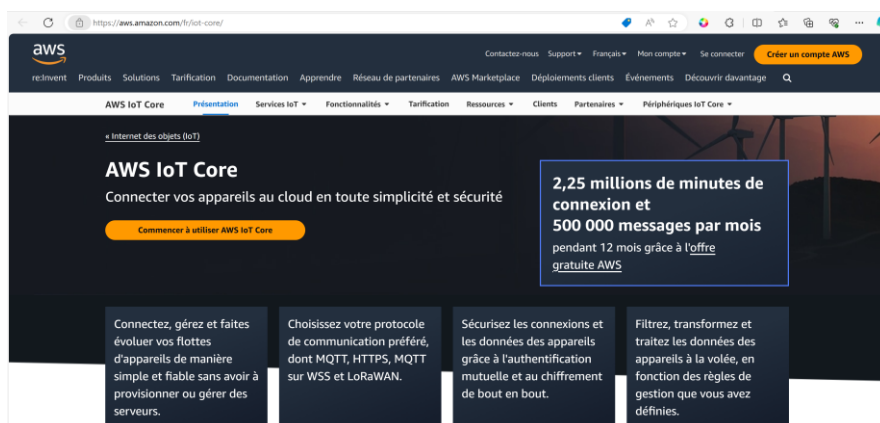 https://aws.amazon.com/fr/iot-core/
aws
Contactez-nous Support Français Mon compte Se connecter Créer un compte AWS
re:Invent Produits Solutions Tarification Documentation Apprendre Réseau de partenaires AWS Marketplace Déploiements clients Événements Découvrir davantage
AWS IoT Core Présentation Services IoT Fonctionnalités Tarification Ressources Clients Partenaires Périphériques IoT Core
« Internet des objets (IoT)
AWS IoT Core
Connecter vos appareils au cloud en toute simplicité et sécurité
Commencer à utiliser AWS IoT Core
2,25 millions de minutes de
connexion et
500 000 messages par mois
pendant 12 mois grâce à l'offre
gratuite AWS
Connectez, gérez et faites
évoluer vos flottes
d'appareils de manière
simple et fiable sans avoir à
provisionner ou gérer des
serveurs.
Choisissez votre protocole
de communication préféré,
dont MQTT, HTTPS, MQTT
sur WSS et LoRaWAN.
Sécurisez les connexions et
les données des appareils
grâce à l'authentification
mutuelle et au chiffrement
de bout en bout.
Filtrez, transformez et
traitez les données des
appareils à la volée, en
fonction des règles de
gestion que vous avez
définies.